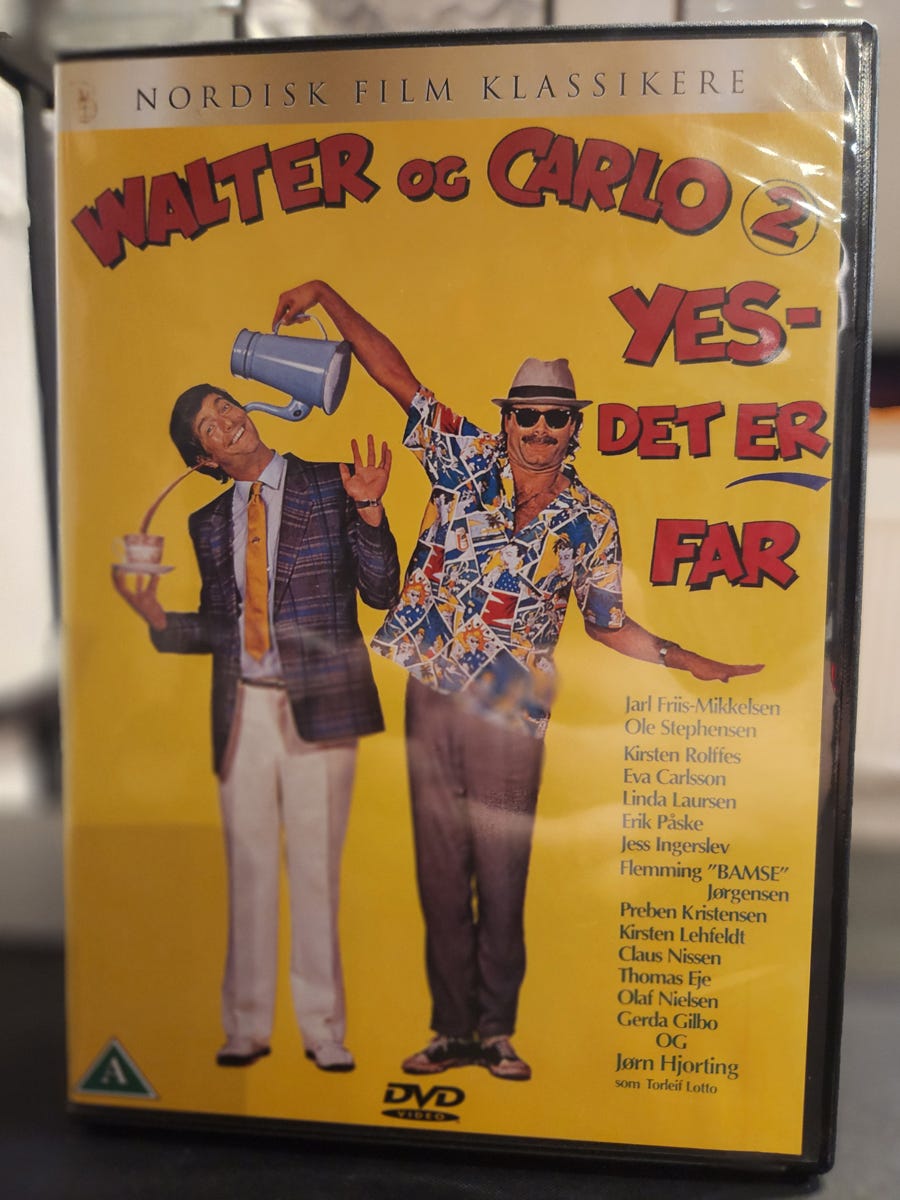 NORDISK FILM KLASSIKERE
WALTER OG CARLO 2
YES-
DET ER
FAR
Jarl Friis-Mikkelsen
Ole Stephensen
Kirsten Rolffes
Eva Carlsson
Linda Laursen
Erik Påske
Jess Ingerslev
Flemming "BAMSE"
Jørgensen
Preben Kristensen
Kirsten Lehfeldt
Claus Nissen
Thomas Eje
Olaf Nielsen
Gerda Gilbo
OG
Jørn Hjorting
som Torleif Lotto
A
DVD
VIDEO